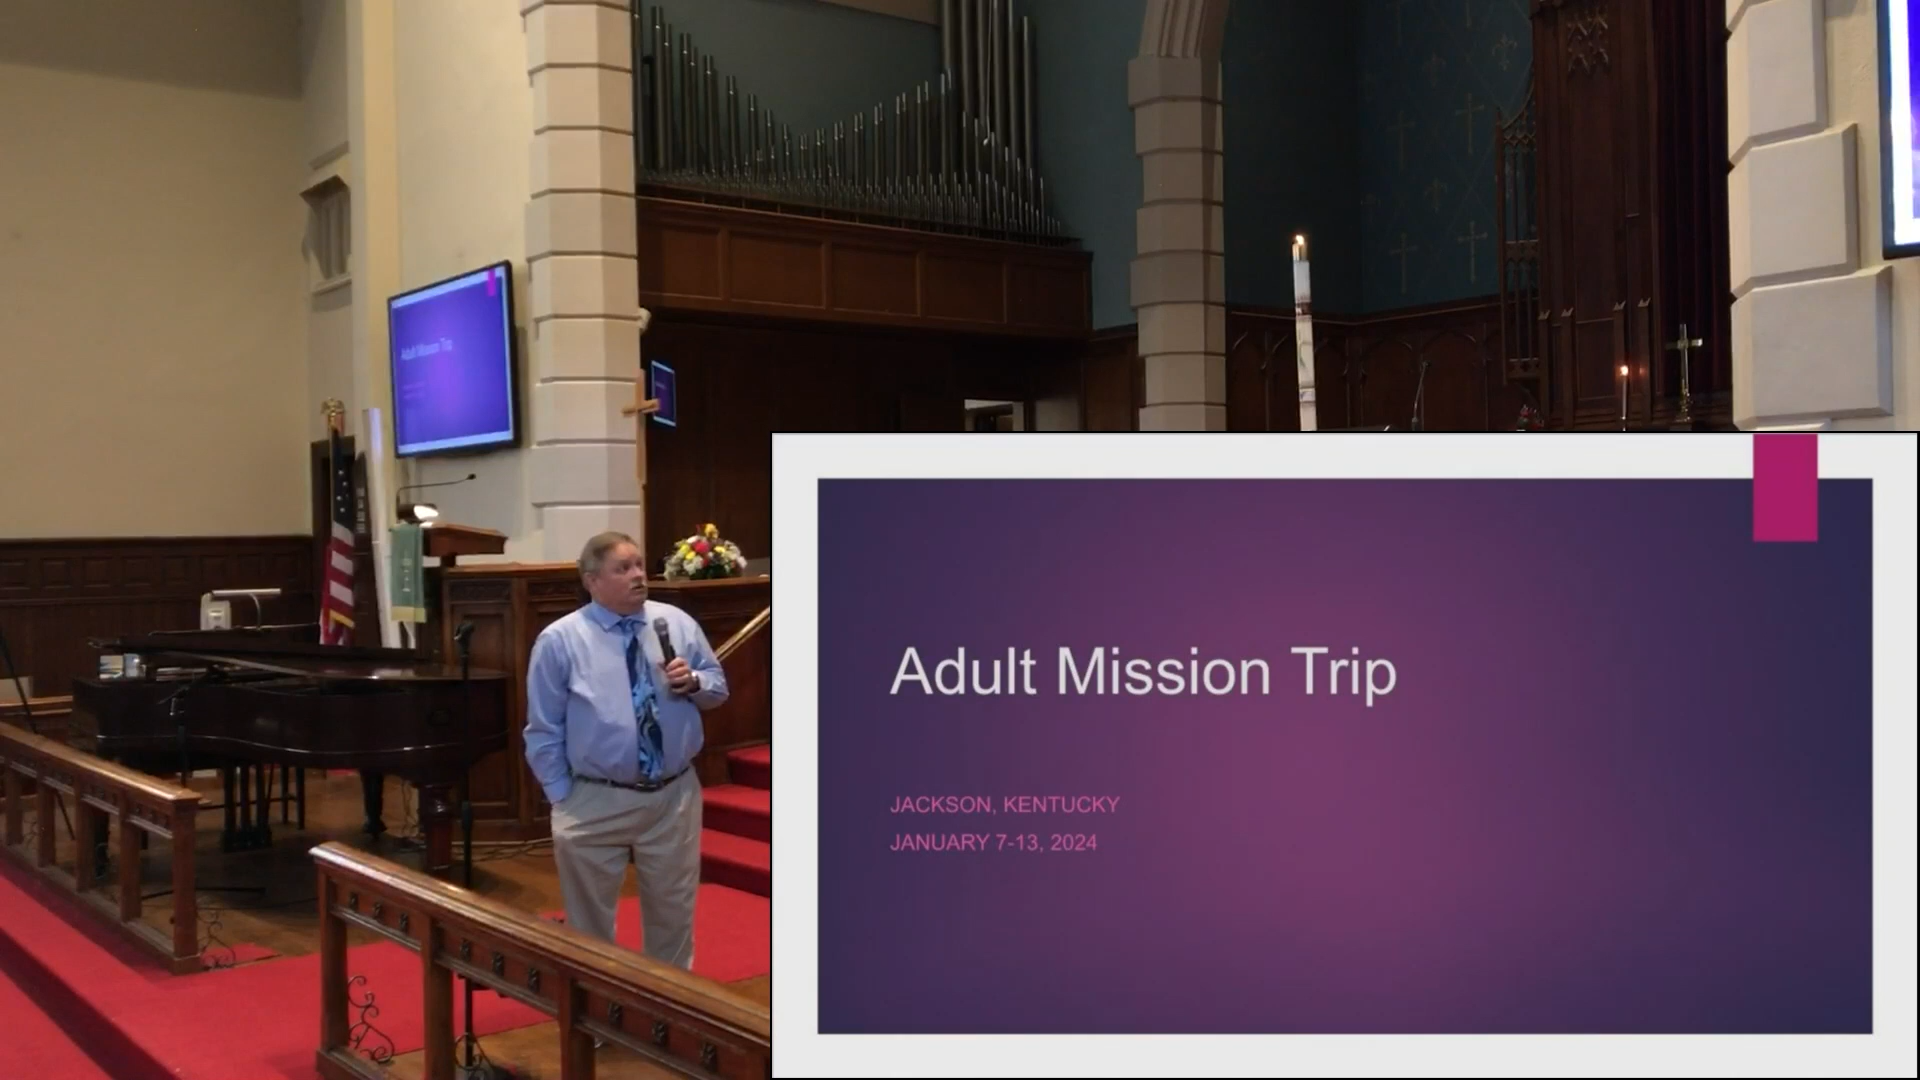 Adult Mission Trip
Adult Mission Trip
JACKSON, KENTUCKY
JANUARY 7-13, 2024